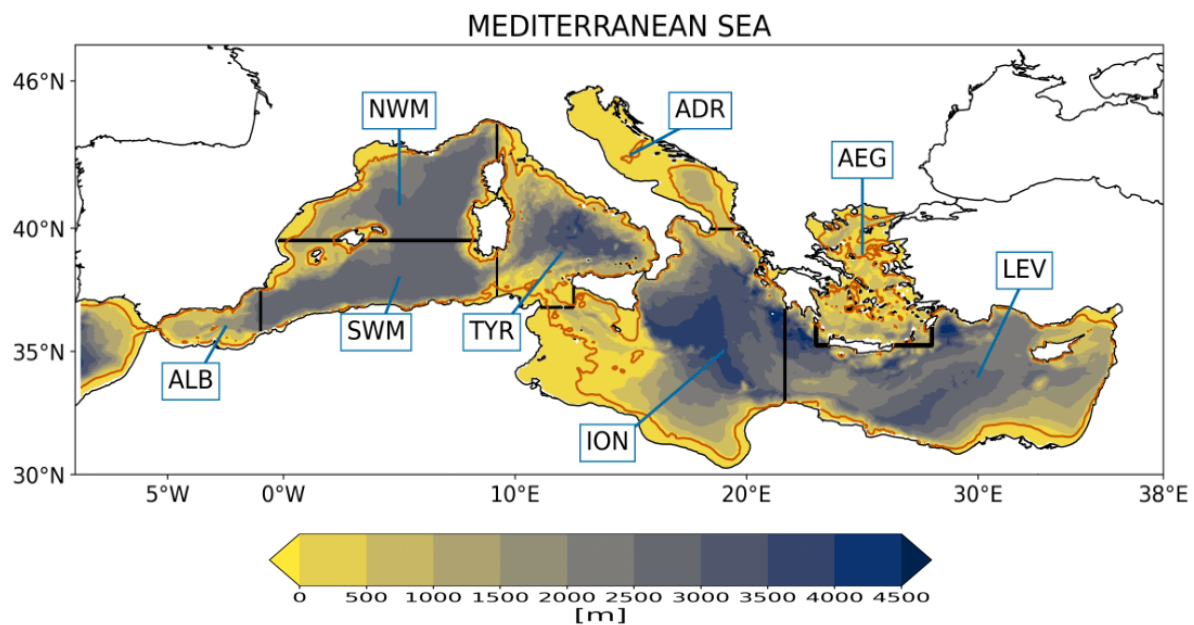 MEDITERRANEAN SEA
46°N
40°N
35°N
30°N
NWM
ADR
AEG
LEV
SWM
TYR
ALB
ION
5°W
0°W
10°E
20°E
30°E
38°E
0 500 1000 1500 2000 2500 3000 3500 4000 4500
[m]